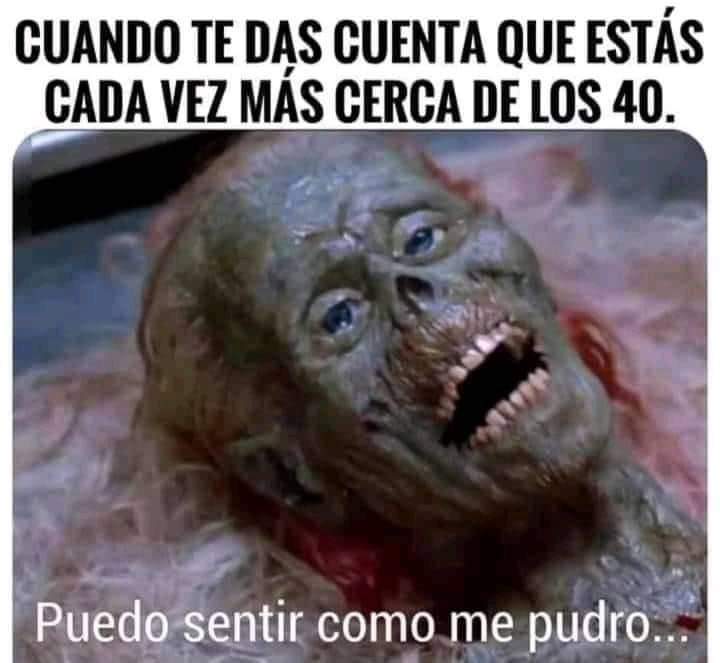 CUANDO TE DAS CUENTA QUE ESTÁS
CADA VEZ MÁS CERCA DE LOS 40.
Puedo sentir como me pudro...